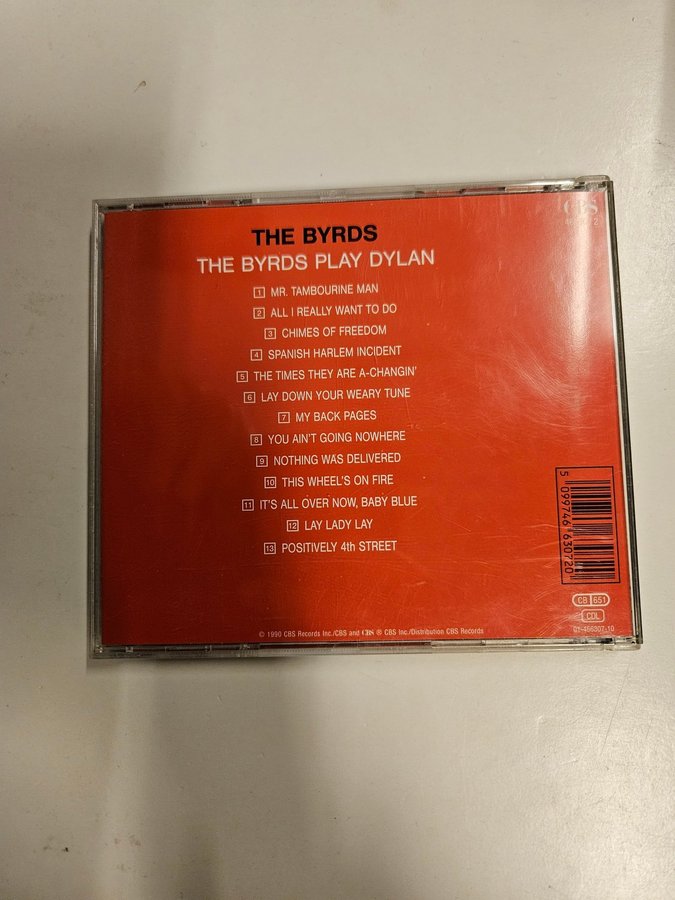 CBS
THE BYRDS
THE BYRDS PLAY DYLAN
1 MR. TAMBOURINE MAN
2 ALL I REALLY WANT TO DO
3 CHIMES OF FREEDOM
4 SPANISH HARLEM INCIDENT
5 THE TIMES THEY ARE A-CHANGIN'
6 LAY DOWN YOUR WEARY TUNE
7 MY BACK PAGES
8 YOU AIN'T GOING NOWHERE
9 NOTHING WAS DELIVERED
10 THIS WHEEL'S ON FIRE
11 IT'S ALL OVER NOW, BABY BLUE
12 LAY LADY LAY
13 POSITIVELY 4th STREET
5 099746 630720
CB 651
CDL
01-466307-10
© 1990 CBS Records Inc./CBS and CBS ® CBS Inc./Distribution CBS Records